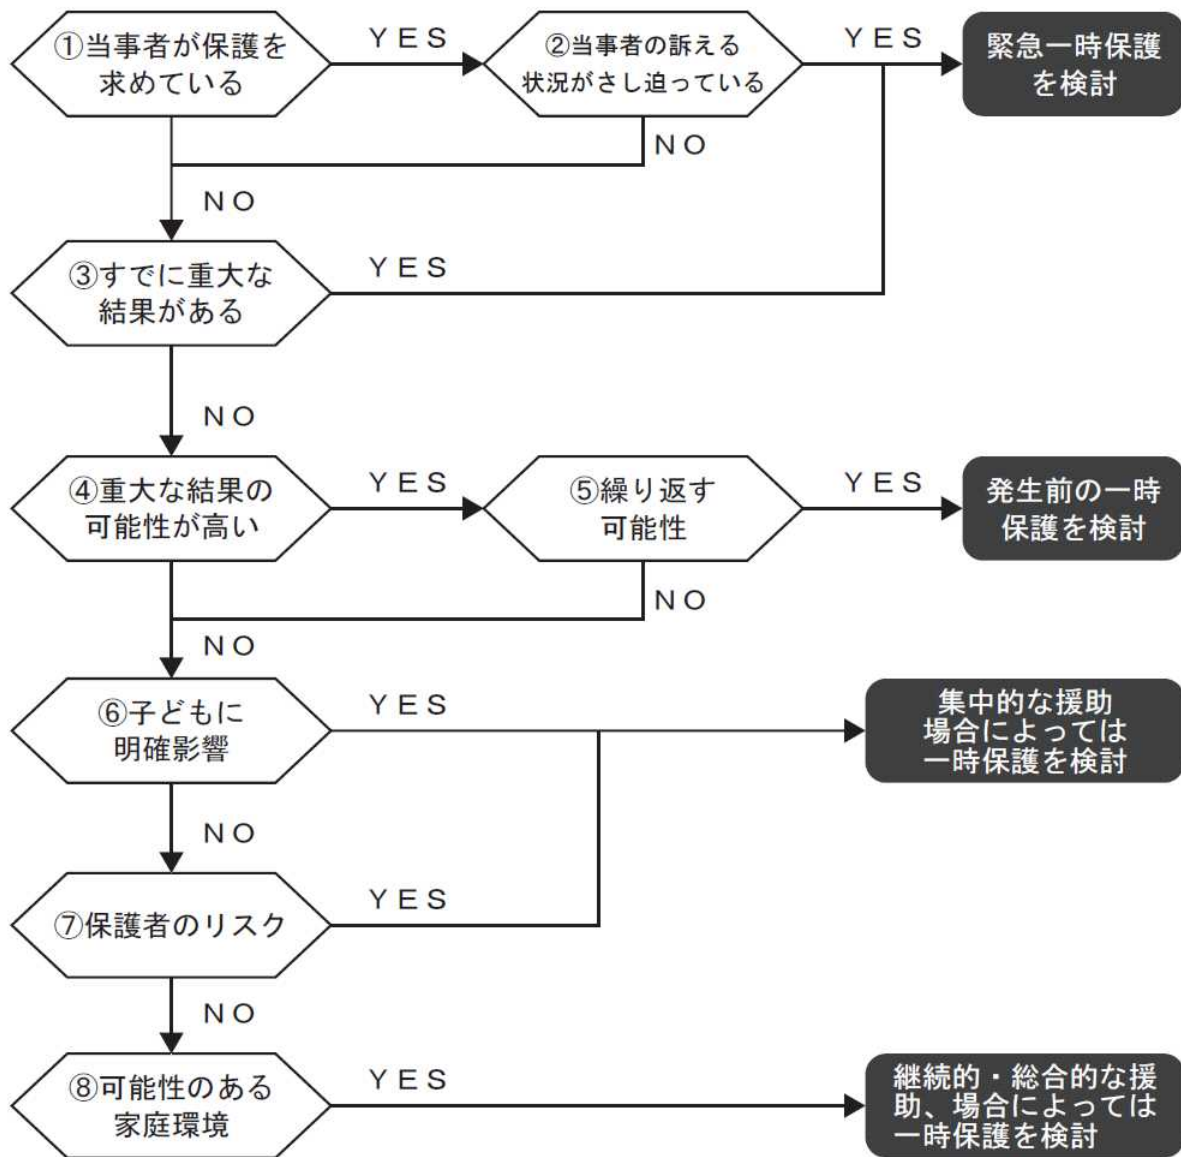 ①当事者が保護を
求めている
ＹＥＳ
②当事者の訴える
状況がさし迫っている
ＹＥＳ
緊急一時保護
を検討
ＮＯ
ＮＯ
③すでに重大な
結果がある
ＹＥＳ
ＮＯ
④重大な結果の
可能性が高い
ＹＥＳ
⑤繰り返す
可能性
ＹＥＳ
発生前の一時
保護を検討
ＮＯ
ＮＯ
⑥子どもに
明確影響
ＹＥＳ
集中的な援助
場合によっては
一時保護を検討
ＮＯ
⑦保護者のリスク
ＹＥＳ
ＮＯ
⑧可能性のある
家庭環境
ＹＥＳ
継続的・総合的な援
助、場合によっては
一時保護を検討